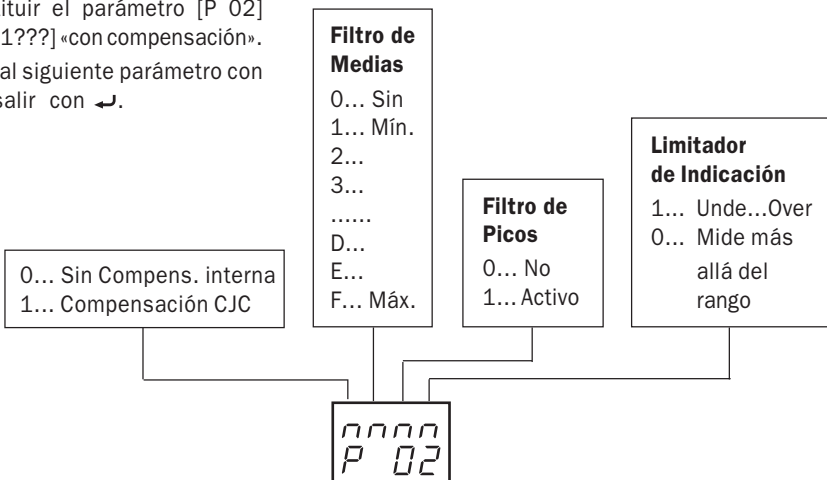 tituir el parámetro [P 02]
1???] «con compensación».
al siguiente parámetro con
salir con ↵.
Filtro de
Medias
0... Sin
1... Mín.
2...
3...
......
D...
E...
F... Máx.
Limitador
de Indicación
1... Unde...Over
0... Mide más
allá del
rango
Filtro de
Picos
0... No
1... Activo
0... Sin Compens. interna
1... Compensación CJC
nnnn
P 02